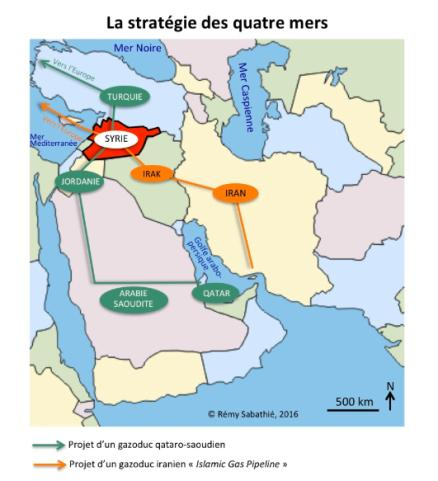 La stratégie des quatre mers
Mer Noire
Vers l'Europe
TURQUIE
Mer Caspienne
Vers l'Europe
Mer
Méditerranée
SYRIE
JORDANIE
IRAK
IRAN
Golfe arabo-
persique
ARABIE
SAOUDITE
QATAR
500 km
N
© Rémy Sabathié, 2016
Projet d'un gazoduc qataro-saoudien
Projet d'un gazoduc iranien « Islamic Gas Pipeline »